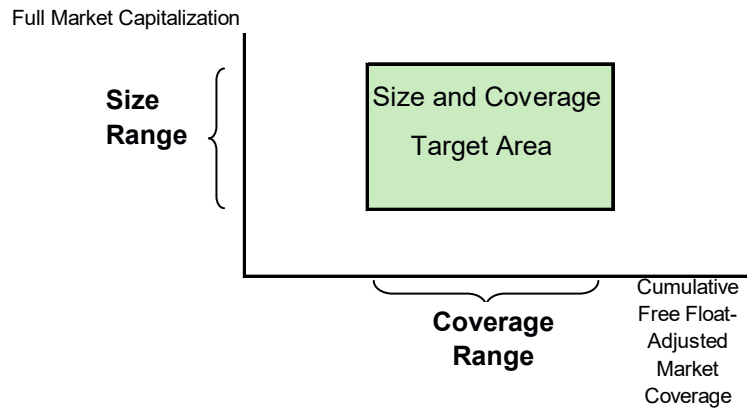 Full Market Capitalization
Size
Range
Size and Coverage
Target Area
Coverage
Range
Cumulative
Free Float-
Adjusted
Market
Coverage